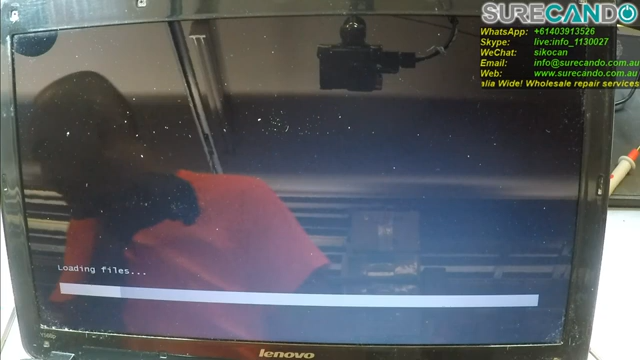 SURECANDO
WhatsApp: +61403913526
Skype: live:info_1130027
WeChat: sikocan
Email: info@surecando.com.au
Web: www.surecando.com.au
lia Wide! Wholesale repair services
Loading files...
lenovo